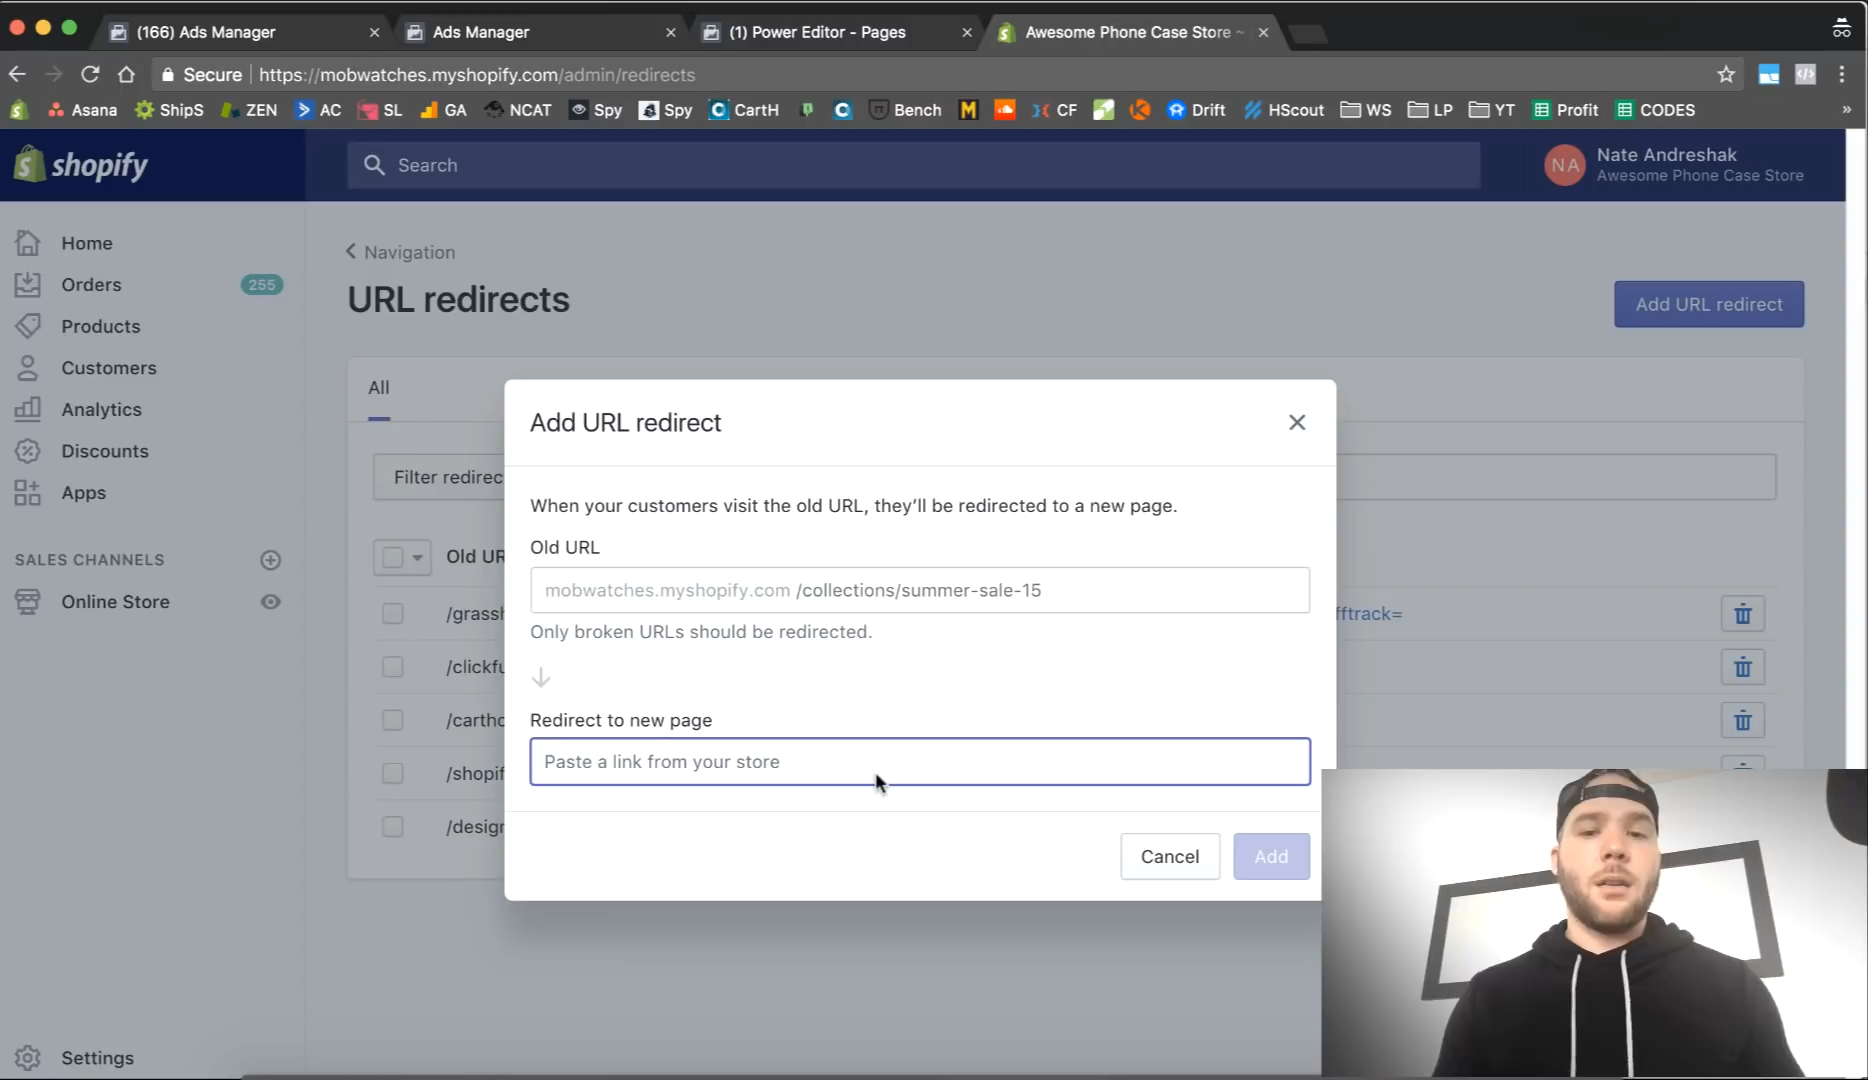 (166) Ads Manager
Ads Manager
(1) Power Editor - Pages
Awesome Phone Case Store ~
Secure https://mobwatches.myshopify.com/admin/redirects
Asana ShipS ZEN AC SL GA NCAT Spy Spy CartH C Bench M CF Drift HScout WS LP YT Profit CODES »
shopify
Search
NA
Nate Andreshak
Awesome Phone Case Store
Home
Orders 255
Products
Customers
Analytics
Discounts
Apps
SALES CHANNELS
Online Store
Settings
Navigation
URL redirects
Add URL redirect
All
Filter redirec
Old UR
/grassh
fftrack=
/clickfu
/cartho
/shopif
/design
Add URL redirect
When your customers visit the old URL, they'll be redirected to a new page.
Old URL
mobwatches.myshopify.com /collections/summer-sale-15
Only broken URLs should be redirected.
Redirect to new page
Paste a link from your store
Cancel
Add